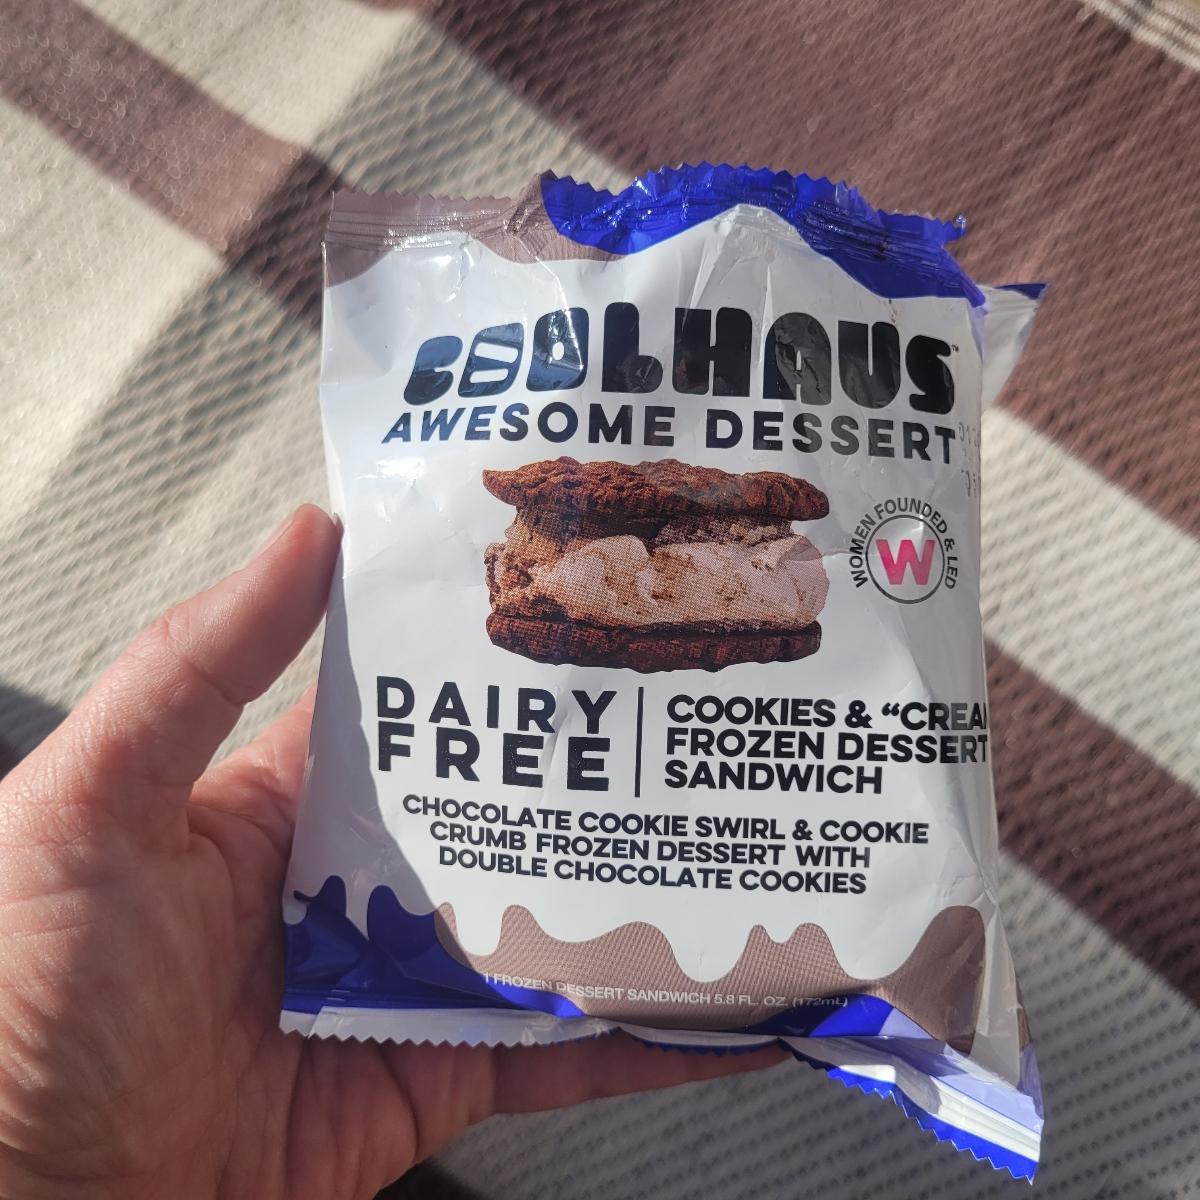 COOLHAUS™
AWESOME DESSERT
WOMEN FOUNDED & LED
W
DAIRY
FREE
COOKIES & “CREA
FROZEN DESSERT
SANDWICH
CHOCOLATE COOKIE SWIRL & COOKIE
CRUMB FROZEN DESSERT WITH
DOUBLE CHOCOLATE COOKIES
1 FROZEN DESSERT SANDWICH 5.8 FL. OZ. (172mL)